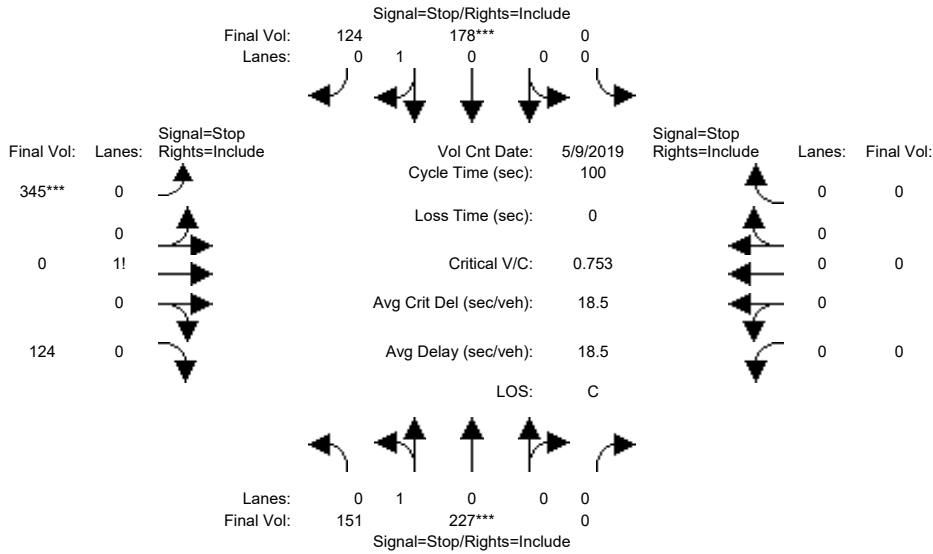 Signal=Stop/Rights=Include
Final Vol: 124 178*** 0
Lanes: 0 1 0 0 0
Signal=Stop
Final Vol: Lanes: Rights=Include
Vol Cnt Date: 5/9/2019
Signal=Stop
Rights=Include Lanes: Final Vol:
Cycle Time (sec): 100
345*** 0
0 0
Loss Time (sec): 0
0
0
0 1!
Critical V/C: 0.753
0 0
0
Avg Crit Del (sec/veh): 18.5
0
124 0
Avg Delay (sec/veh): 18.5
0 0
LOS: C
Lanes: 0 1 0 0 0
Final Vol: 151 227*** 0
Signal=Stop/Rights=Include